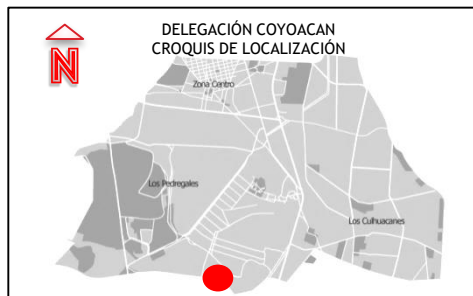 DELEGACIÓN COYOACAN
CROQUIS DE LOCALIZACIÓN
N
Zona Centro
Los Pedregales
Los Culhuacanes